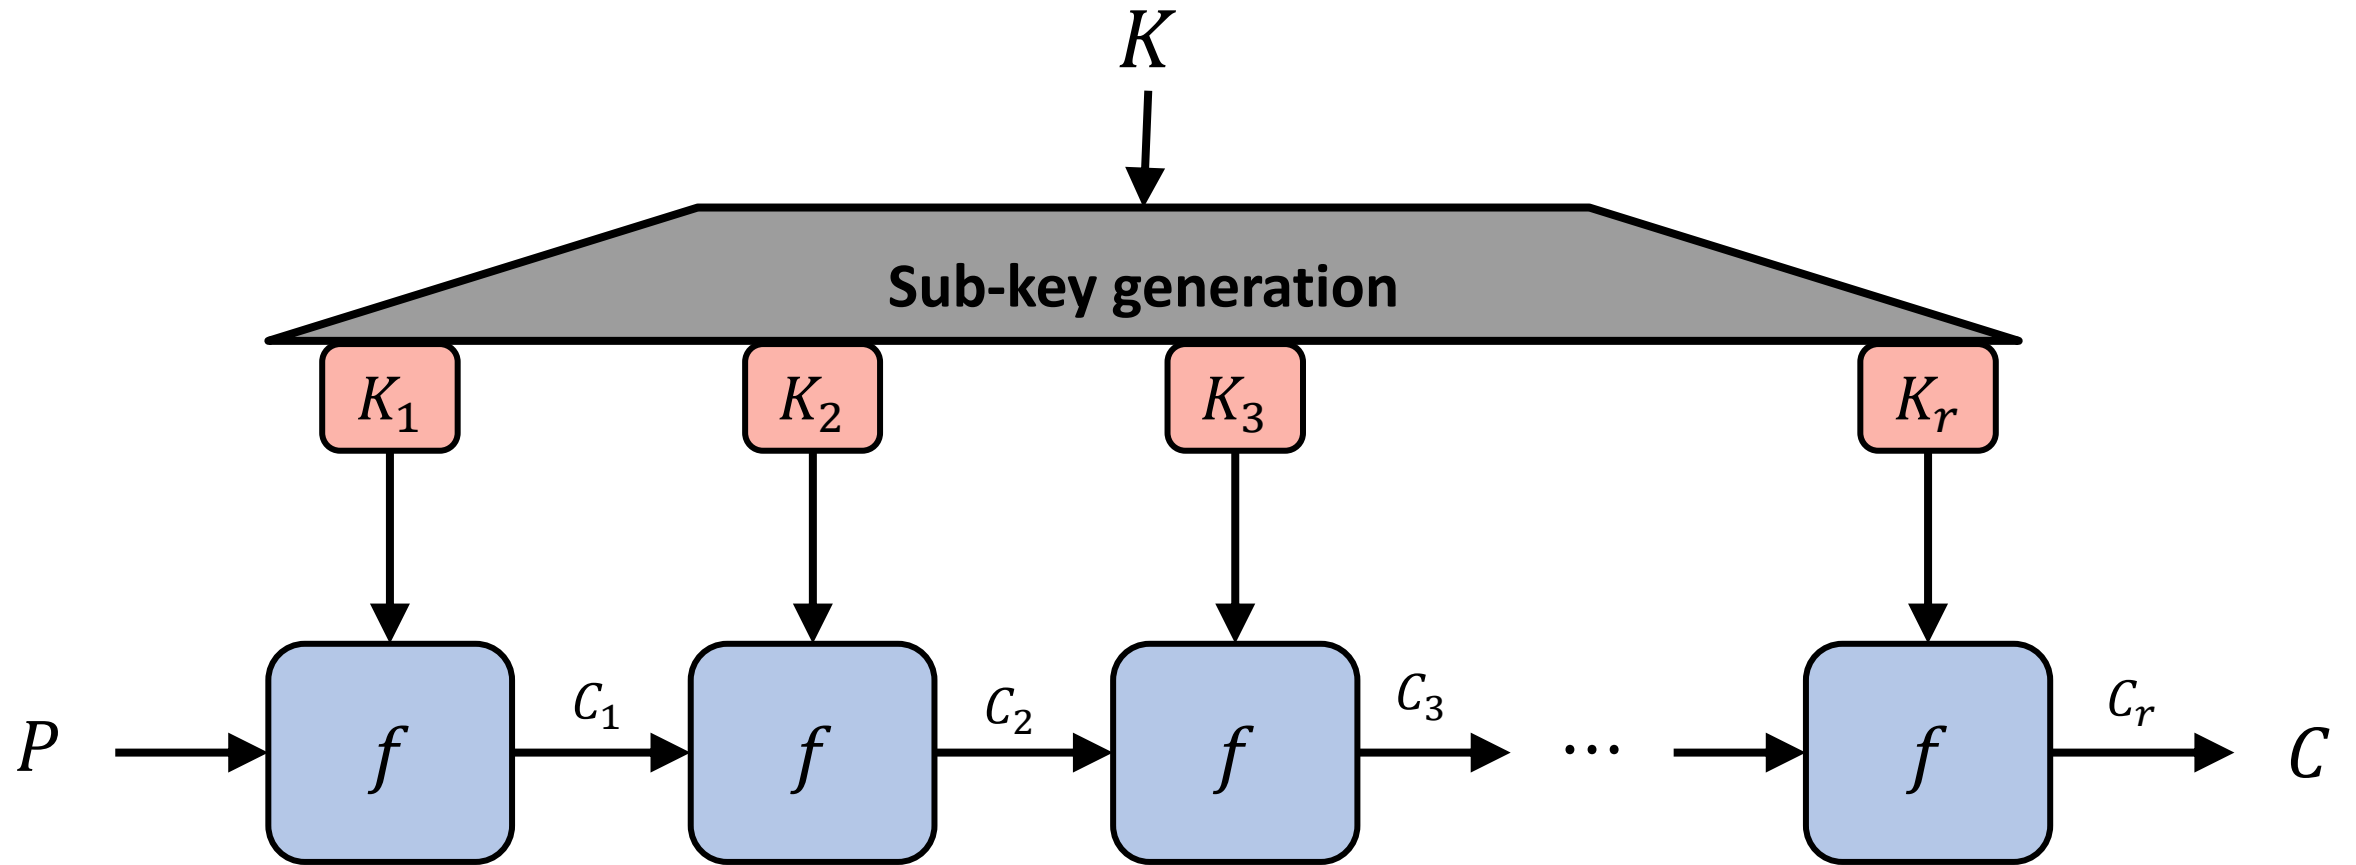 K
Sub-key generation
K₁ K₂ K₃ Kᵣ
C₁ C₂ C₃ Cᵣ
P f f f ... f C